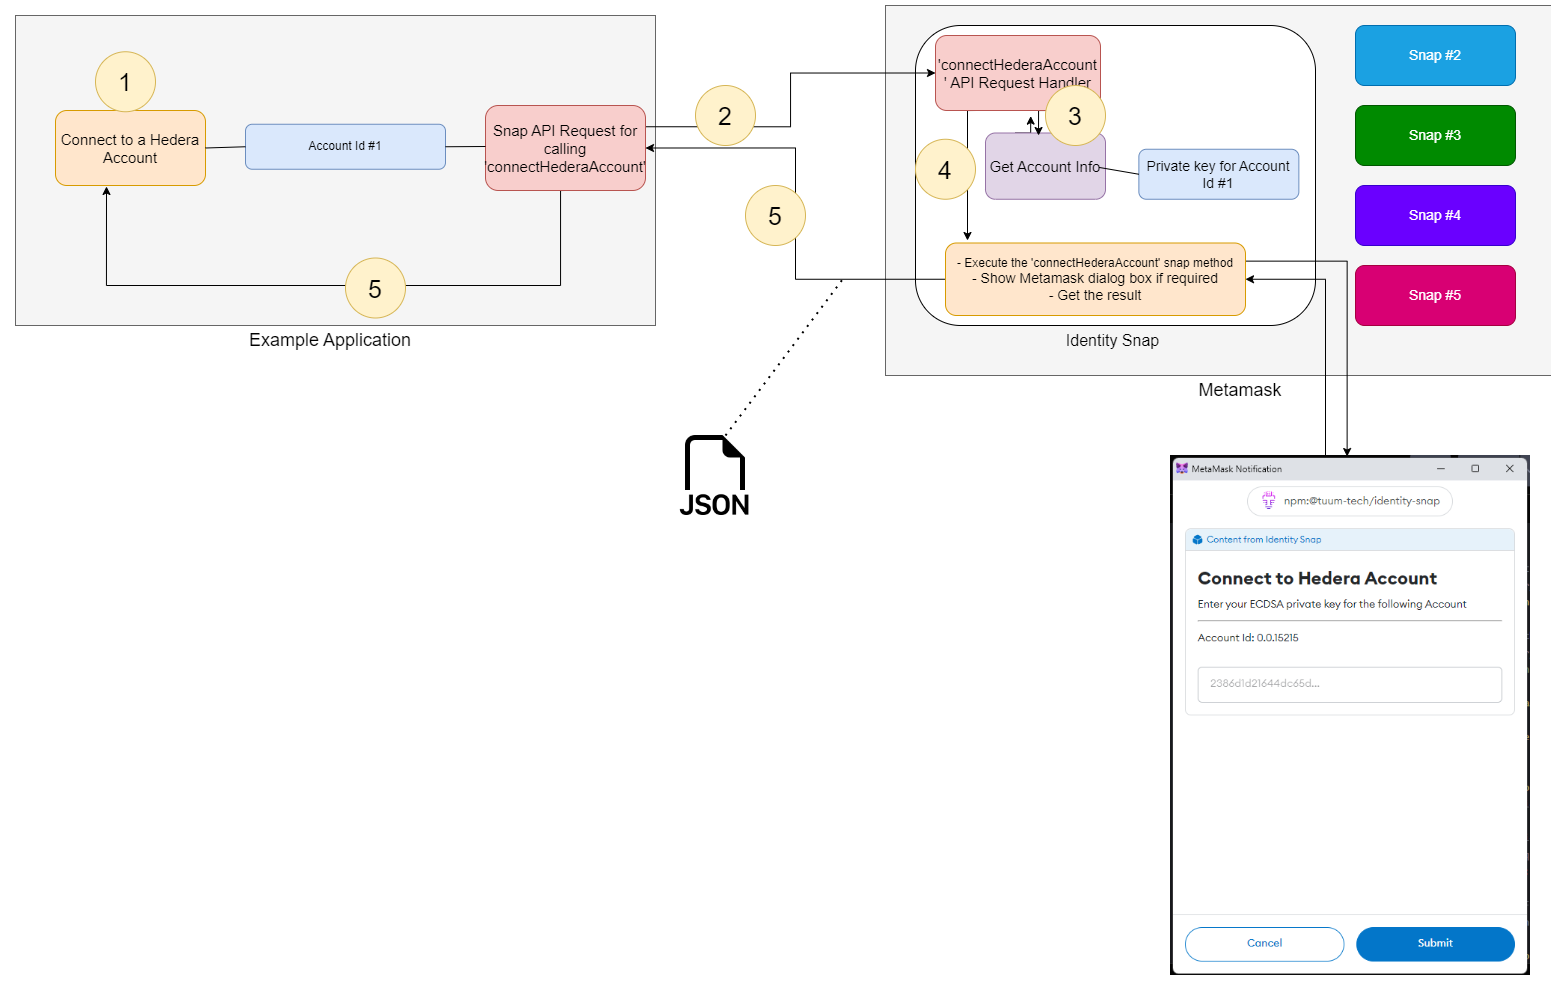 1
Connect to a Hedera
Account
Account Id #1
Snap API Request for
calling
'connectHederaAccount'
2
5
5
Example Application
'connectHederaAccount
' API Request Handler
3
Get Account Info
Private key for Account
Id #1
4
- Execute the 'connectHederaAccount' snap method
- Show Metamask dialog box if required
- Get the result
Identity Snap
Snap #2
Snap #3
Snap #4
Snap #5
Metamask
JSON
MetaMask Notification
npm:@tuum-tech/identity-snap
Content from Identity Snap
Connect to Hedera Account
Enter your ECDSA private key for the following Account
Account Id: 0.0.15215
2386d1d21644dc65d...
Cancel
Submit